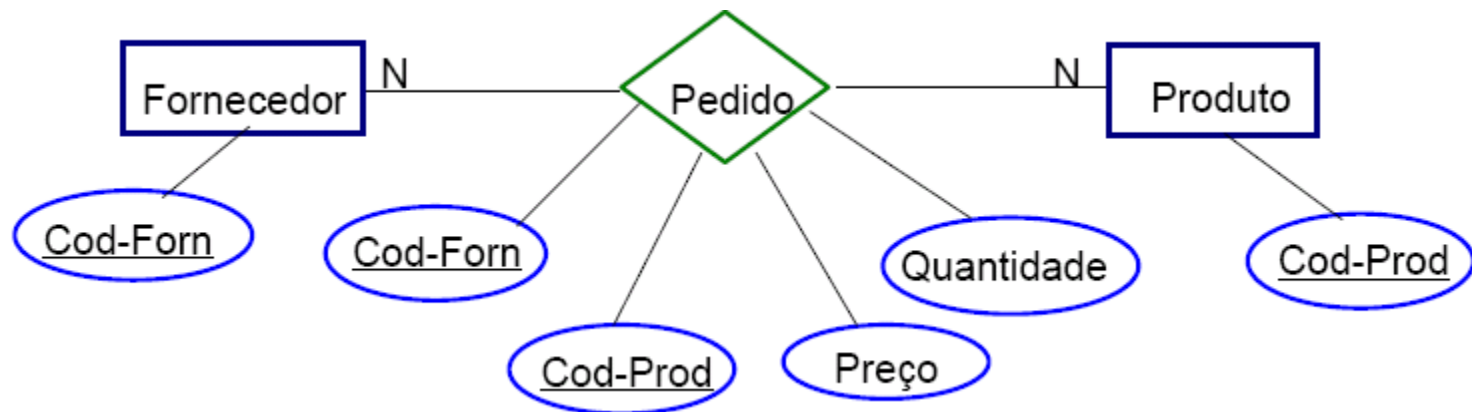 Fornecedor
N
Pedido
N
Produto
Cod-Forn
Cod-Forn
Cod-Prod
Preço
Quantidade
Cod-Prod